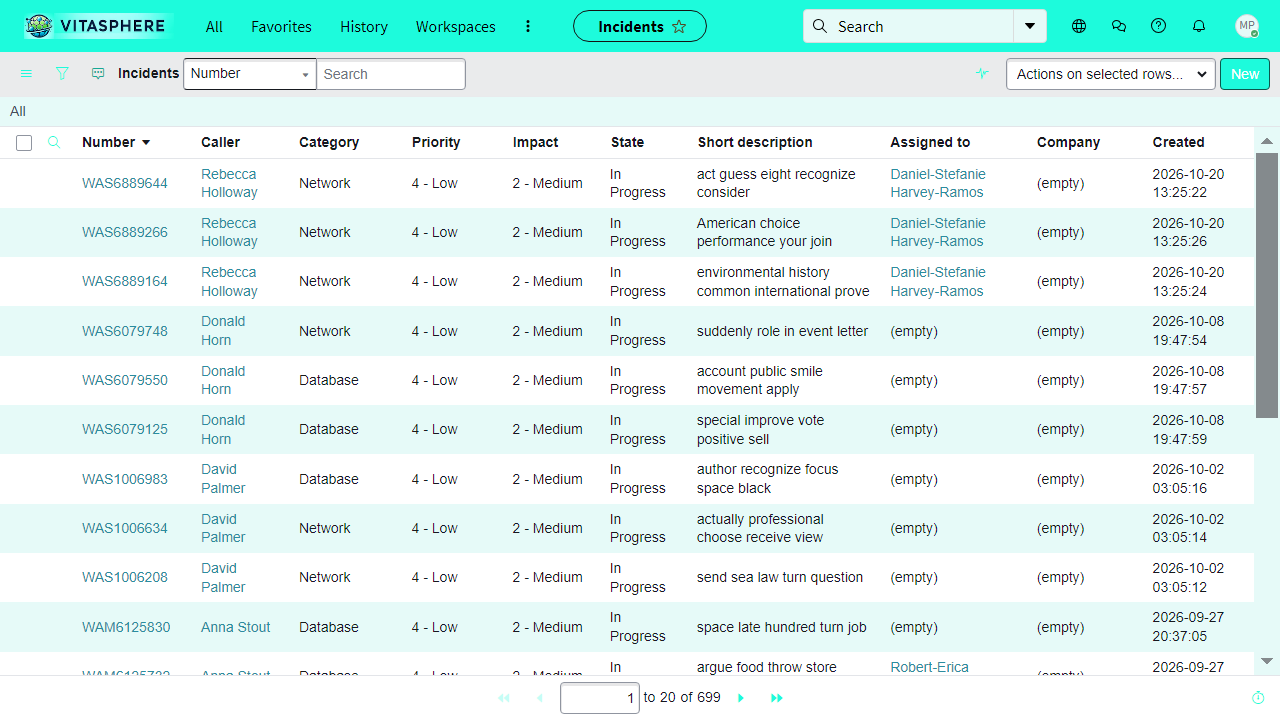 VITASPHERE
All
Favorites
History
Workspaces
Incidents
Search
MP
Incidents
Number
Search
Actions on selected rows...
New
All
Number
Caller
Category
Priority
Impact
State
Short description
Assigned to
Company
Created
WAS6889644
Rebecca
Holloway
Network
4 - Low
2 - Medium
In
Progress
act guess eight recognize
consider
Daniel-Stefanie
Harvey-Ramos
(empty)
2026-10-20
13:25:22
WAS6889266
Rebecca
Holloway
Network
4 - Low
2 - Medium
In
Progress
American choice
performance your join
Daniel-Stefanie
Harvey-Ramos
(empty)
2026-10-20
13:25:26
WAS6889164
Rebecca
Holloway
Network
4 - Low
2 - Medium
In
Progress
environmental history
common international prove
Daniel-Stefanie
Harvey-Ramos
(empty)
2026-10-20
13:25:24
WAS6079748
Donald
Horn
Network
4 - Low
2 - Medium
In
Progress
suddenly role in event letter
(empty)
(empty)
2026-10-08
19:47:54
WAS6079550
Donald
Horn
Database
4 - Low
2 - Medium
In
Progress
account public smile
movement apply
(empty)
(empty)
2026-10-08
19:47:57
WAS6079125
Donald
Horn
Database
4 - Low
2 - Medium
In
Progress
special improve vote
positive sell
(empty)
(empty)
2026-10-08
19:47:59
WAS1006983
David
Palmer
Database
4 - Low
2 - Medium
In
Progress
author recognize focus
space black
(empty)
(empty)
2026-10-02
03:05:16
WAS1006634
David
Palmer
Network
4 - Low
2 - Medium
In
Progress
actually professional
choose receive view
(empty)
(empty)
2026-10-02
03:05:14
WAS1006208
David
Palmer
Network
4 - Low
2 - Medium
In
Progress
send sea law turn question
(empty)
(empty)
2026-10-02
03:05:12
WAM6125830
Anna Stout
Database
4 - Low
2 - Medium
In
Progress
space late hundred turn job
(empty)
(empty)
2026-09-27
20:37:05
Anna Stout
Database
4 - Low
2 - Medium
In
argue food throw store
Robert-Erica
(empty)
2026-09-27
1
to 20 of 699